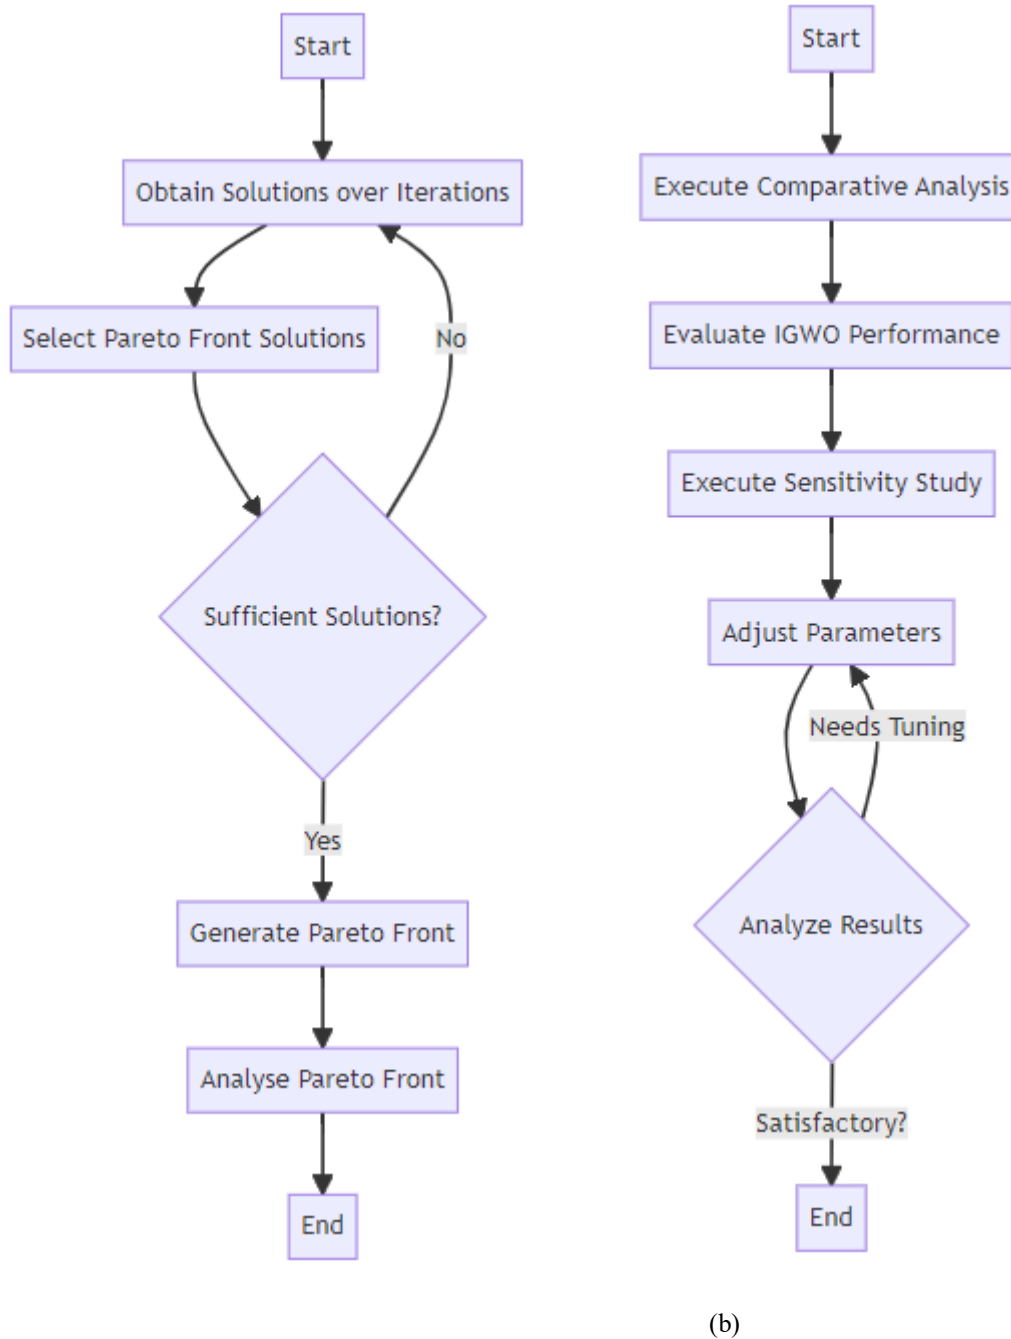 Start
Obtain Solutions over Iterations
Select Pareto Front Solutions
No
Sufficient Solutions?
Yes
Generate Pareto Front
Analyse Pareto Front
End
Start
Execute Comparative Analysis
Evaluate IGWO Performance
Execute Sensitivity Study
Adjust Parameters
Needs Tuning
Analyze Results
Satisfactory?
End
(b)